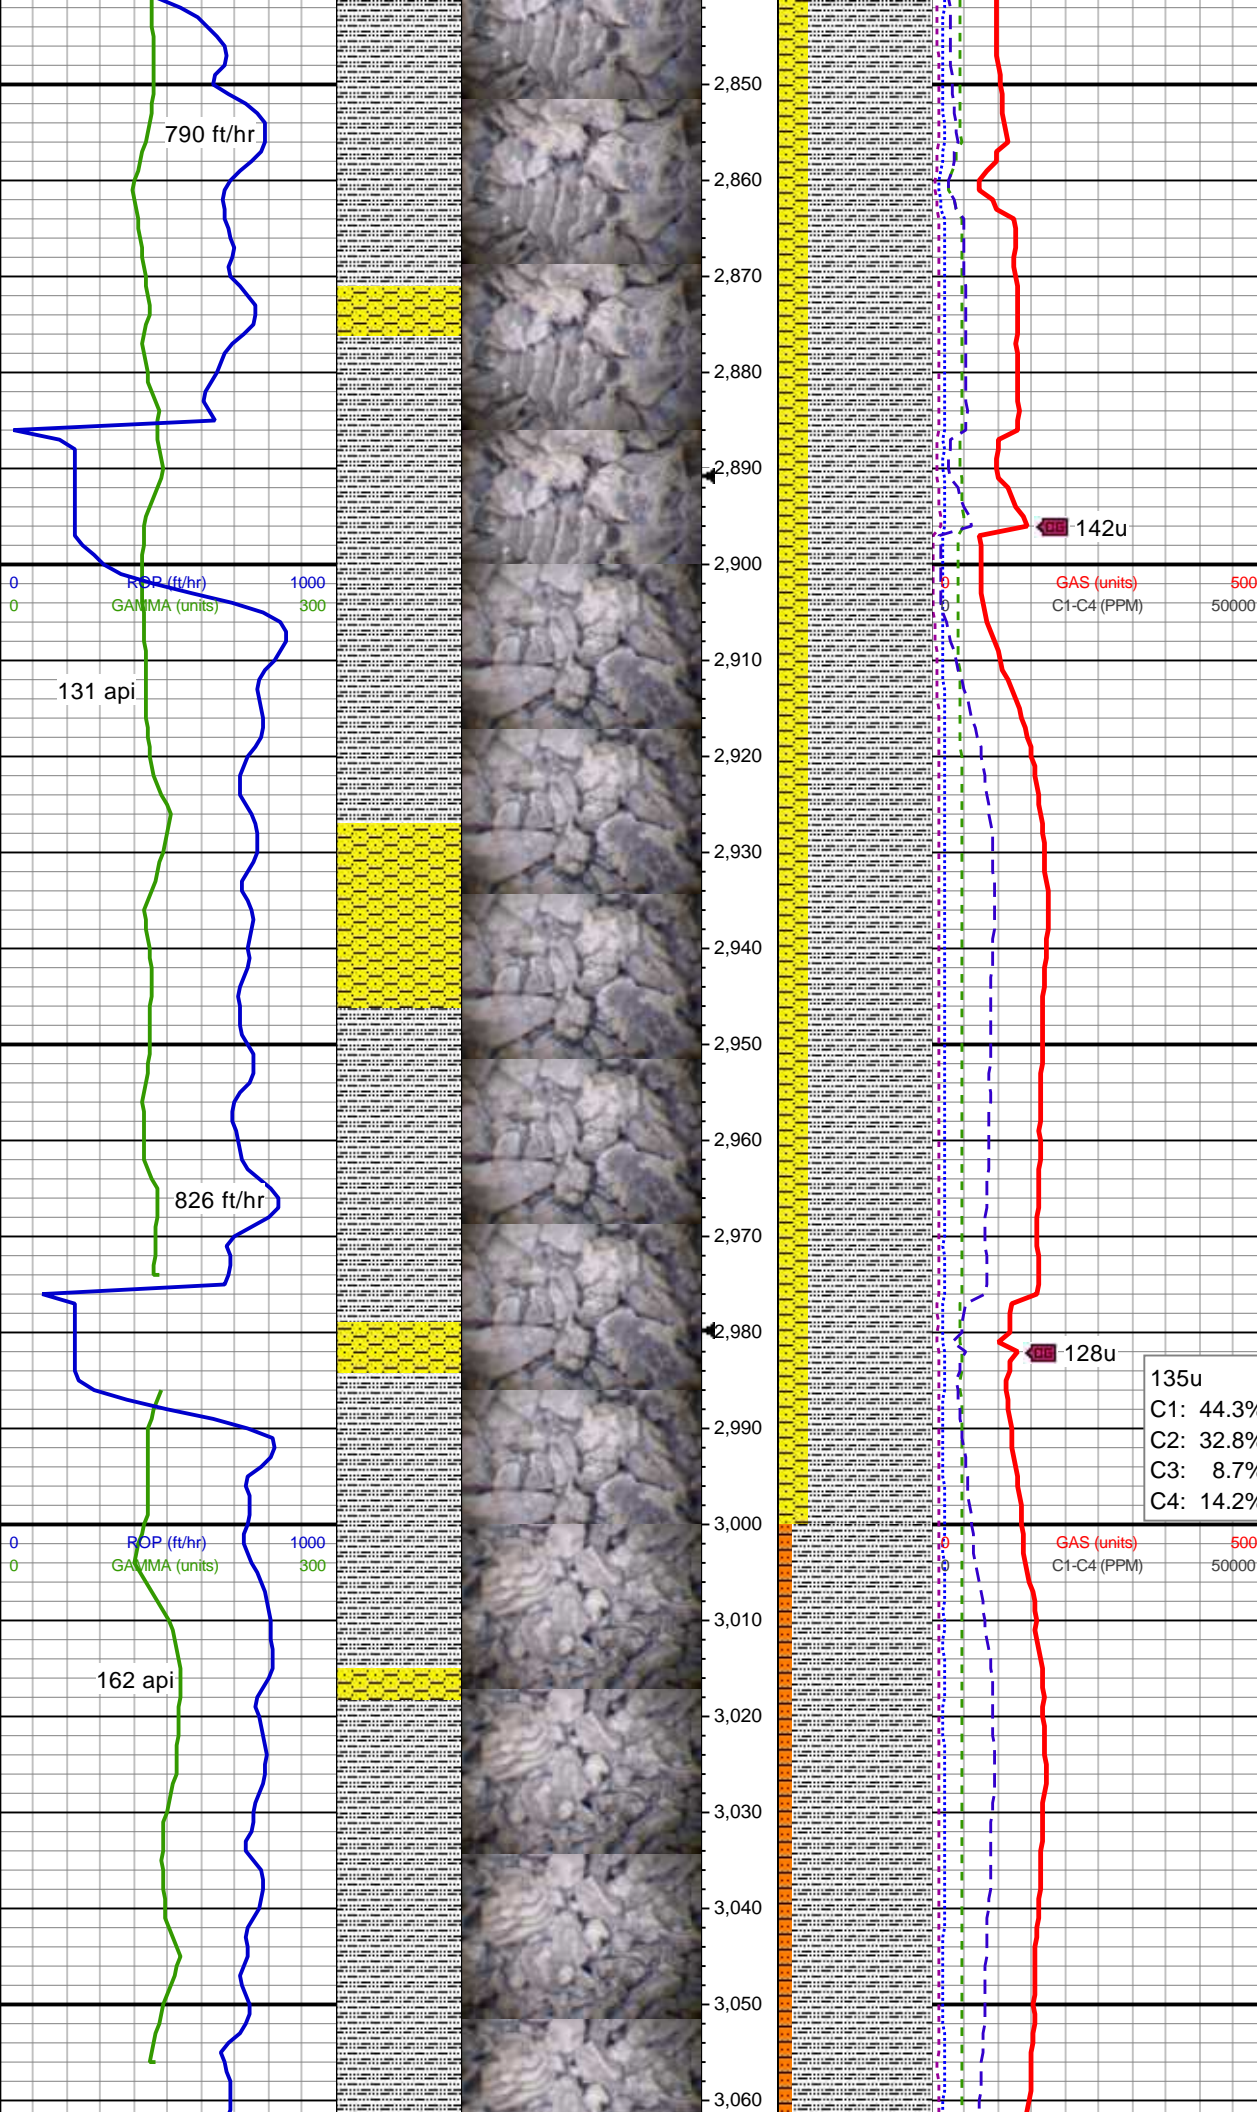 2,850
790 ft/hr
2,860
2,870
2,880
2,890
CG 142u
2,900
0 ROP (ft/hr) 1000
0 GAS (units) 500
0 GAMMA (units) 300
0 C1-C4 (PPM) 50000
2,910
131 api
2,920
2,930
2,940
2,950
2,960
826 ft/hr
2,970
2,980
CG 128u
135u
C1: 44.3%
2,990
C2: 32.8%
C3: 8.7%
C4: 14.2%
3,000
0 ROP (ft/hr) 1000
0 GAS (units) 500
0 GAMMA (units) 300
0 C1-C4 (PPM) 50000
3,010
162 api
3,020
3,030
3,040
3,050
3,060